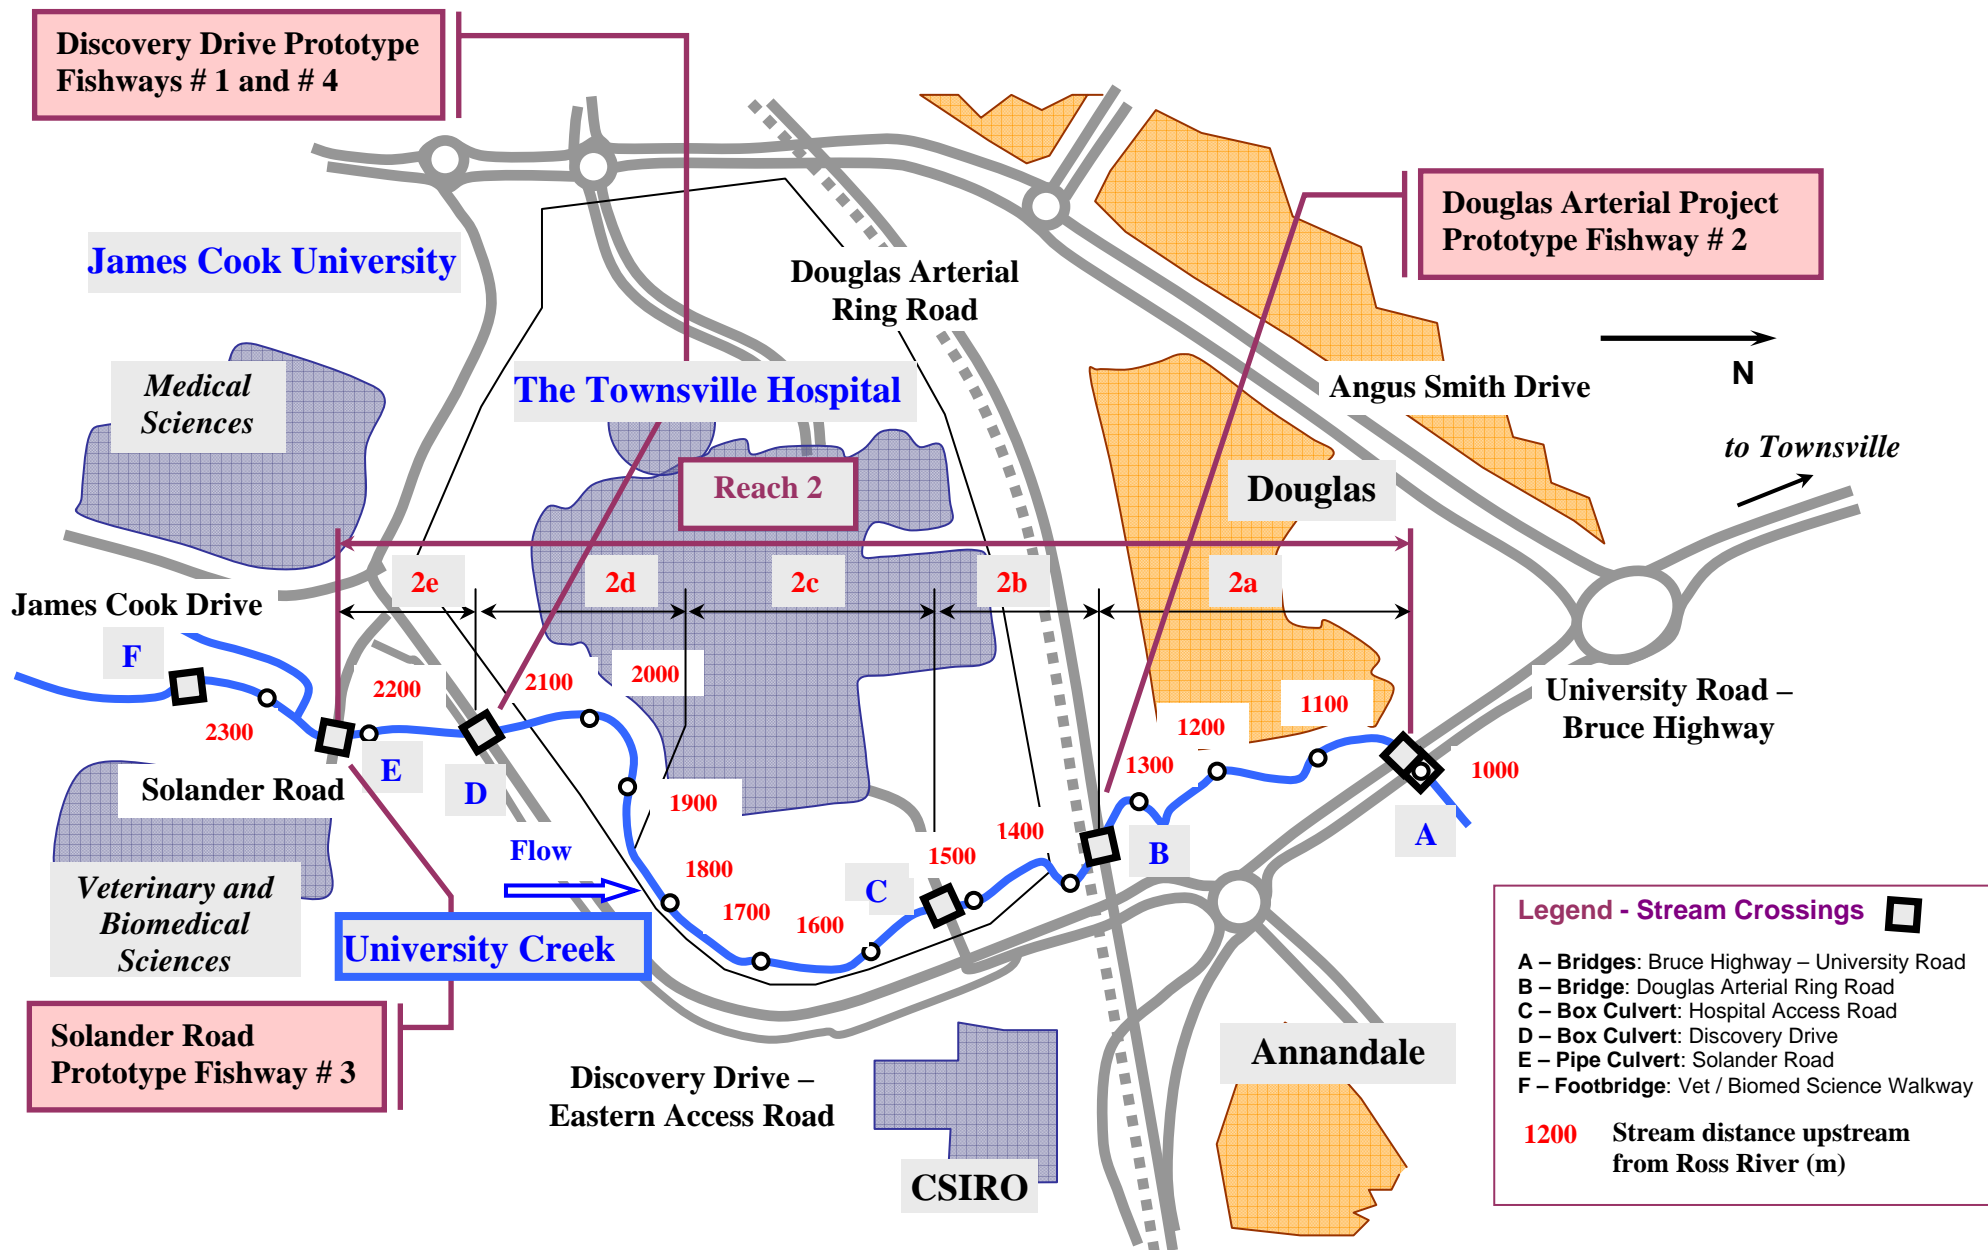 Discovery Drive Prototype
Fishways # 1 and # 4
James Cook University
Douglas Arterial
Ring Road
Douglas Arterial Project
Prototype Fishway # 2
N
Medical
Sciences
The Townsville Hospital
Angus Smith Drive
to Townsville
Reach 2
Douglas
2e
2d
2c
2b
2a
James Cook Drive
F
2300
2200
2100
2000
1900
1800
1700
1600
1500
1400
1300
1200
1100
1000
University Road –
Bruce Highway
Solander Road
E
D
C
B
A
Flow
Veterinary and
Biomedical
Sciences
University Creek
Solander Road
Prototype Fishway # 3
Discovery Drive –
Eastern Access Road
CSIRO
Annandale
Legend - Stream Crossings
A – Bridges: Bruce Highway – University Road
B – Bridge: Douglas Arterial Ring Road
C – Box Culvert: Hospital Access Road
D – Box Culvert: Discovery Drive
E – Pipe Culvert: Solander Road
F – Footbridge: Vet / Biomed Science Walkway
1200 Stream distance upstream
from Ross River (m)